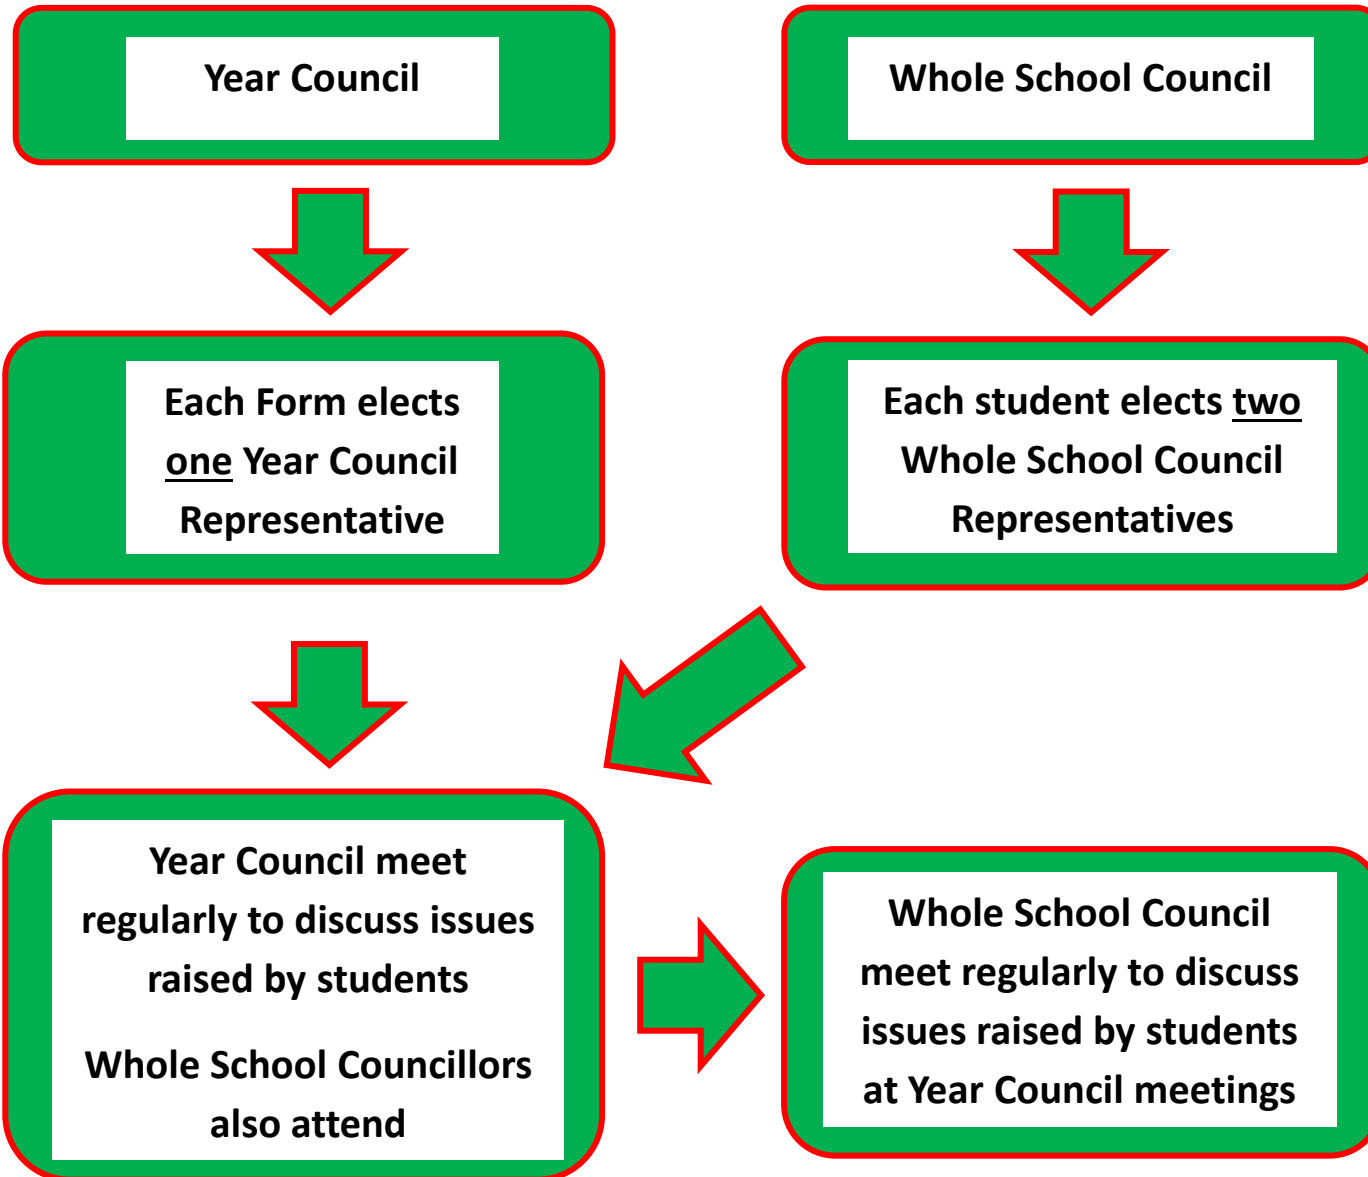 Year Council
Whole School Council
Each Form elects
one Year Council
Representative
Each student elects two
Whole School Council
Representatives
Year Council meet
regularly to discuss issues
raised by students
Whole School Councillors
also attend
Whole School Council
meet regularly to discuss
issues raised by students
at Year Council meetings